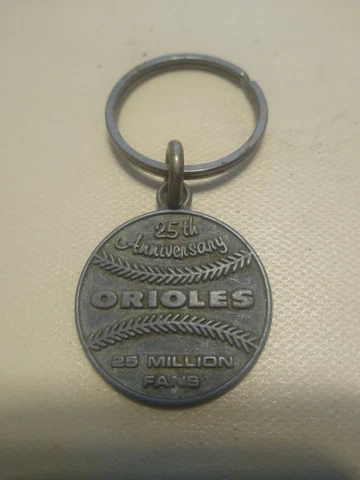 25th
Anniversary
ORIOLES
25 MILLION
FANS